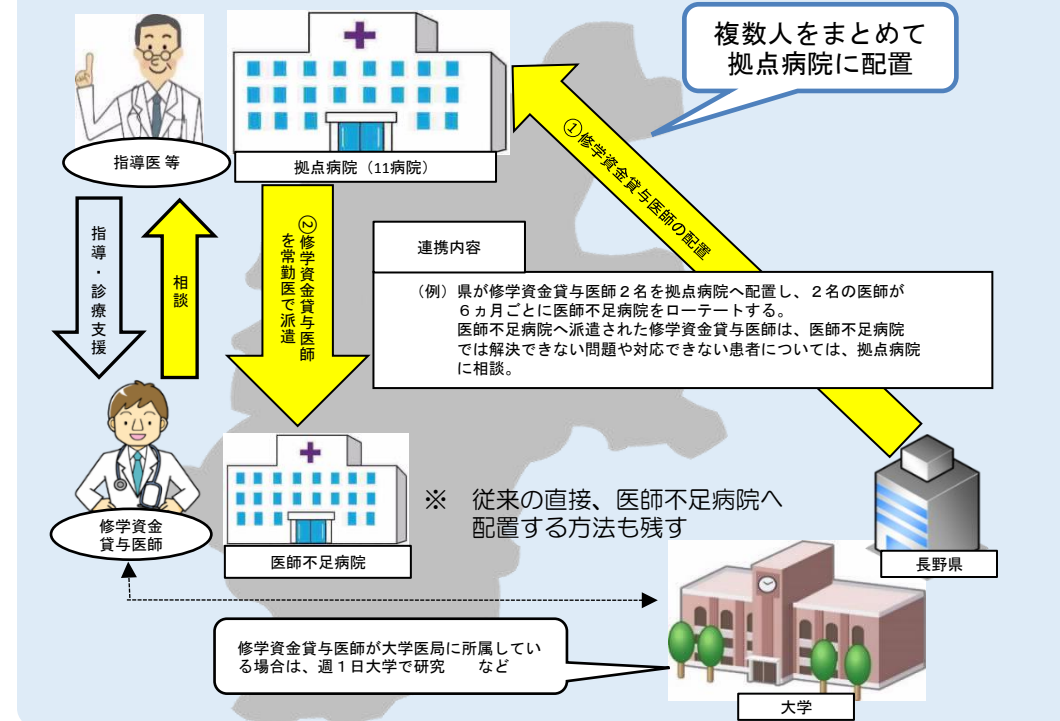 複数人をまとめて
拠点病院に配置
指導医 等
拠点病院（11病院）
①修学資金貸与医師の配置
指導・診療支援
相談
②修学資金貸与医師
を常勤医で派遣
連携内容
（例）県が修学資金貸与医師２名を拠点病院へ配置し、２名の医師が
６ヵ月ごとに医師不足病院をローテートする。
医師不足病院へ派遣された修学資金貸与医師は、医師不足病院
では解決できない問題や対応できない患者については、拠点病院
に相談。
修学資金
貸与医師
医師不足病院
※　従来の直接、医師不足病院へ
配置する方法も残す
長野県
修学資金貸与医師が大学医局に所属してい
る場合は、週１日大学で研究　　など
大学